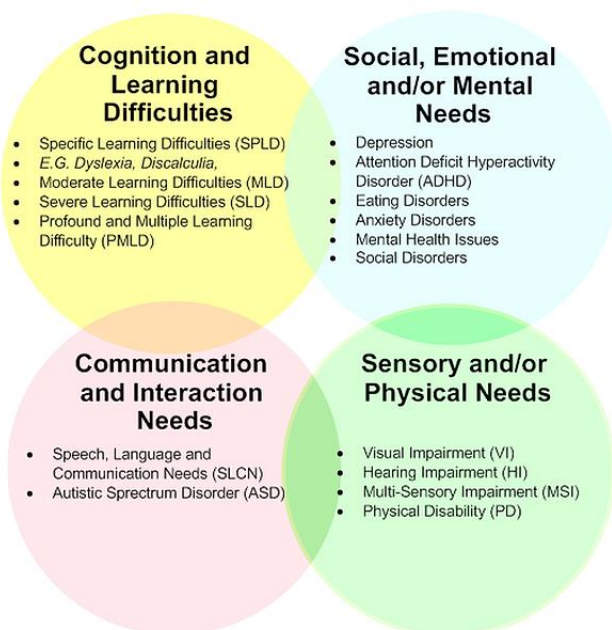 Cognition and
Learning
Difficulties
• Specific Learning Difficulties (SPLD)
• E.G. Dyslexia, Discalculia,
• Moderate Learning Difficulties (MLD)
• Severe Learning Difficulties (SLD)
• Profound and Multiple Learning
Difficulty (PMLD)
Social, Emotional
and/or Mental
Needs
• Depression
• Attention Deficit Hyperactivity
Disorder (ADHD)
• Eating Disorders
• Anxiety Disorders
• Mental Health Issues
• Social Disorders
Communication
and Interaction
Needs
• Speech, Language and
Communication Needs (SLCN)
• Autistic Sprectrum Disorder (ASD)
Sensory and/or
Physical Needs
• Visual Impairment (VI)
• Hearing Impairment (HI)
• Multi-Sensory Impairment (MSI)
• Physical Disability (PD)